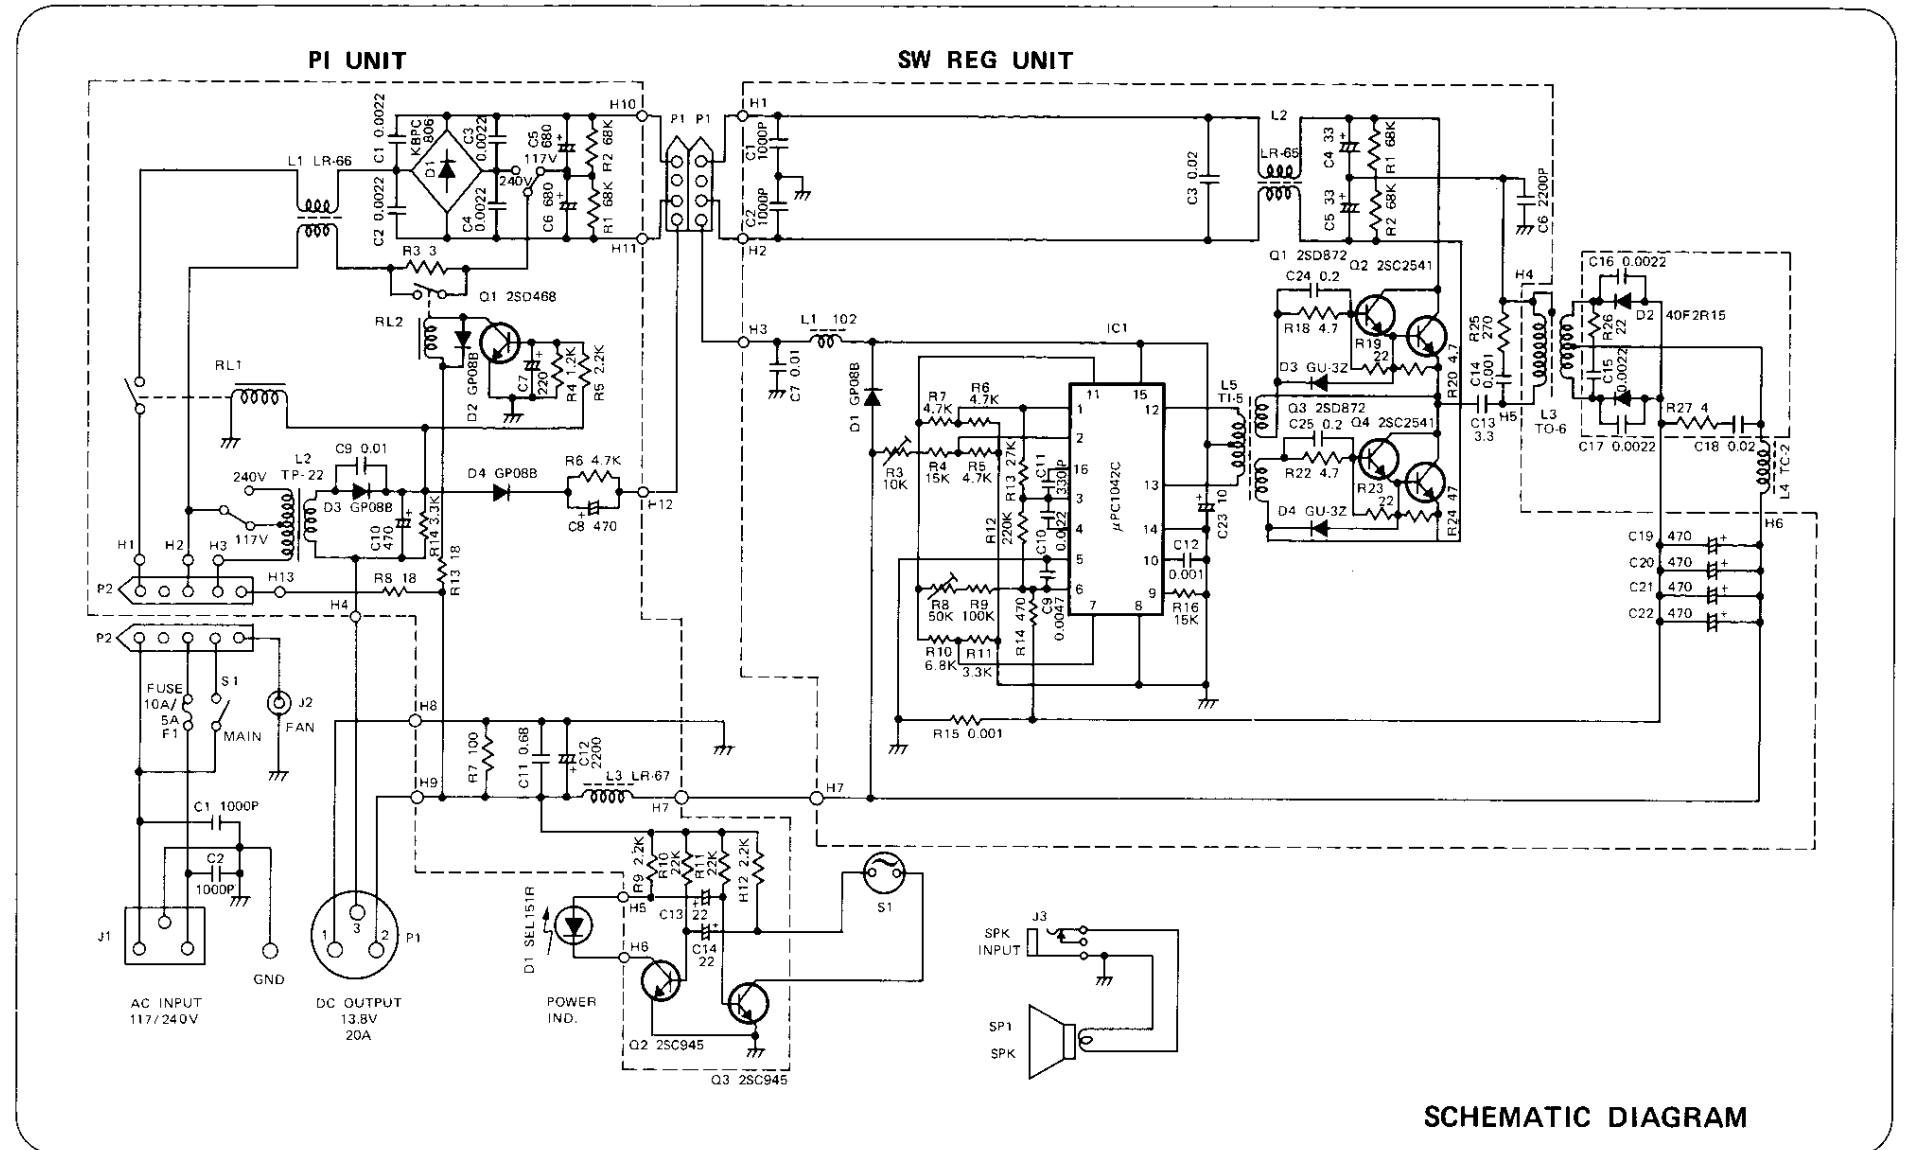 PI UNIT
SW REG UNIT
L1 LR-66
C1 0.0022
C2 0.0022
KBPC 806
D1
C3 0.0022
C4 0.0022
240V
117V
C5 680
C6 680
R2 68K
R1 68K
H10
H11
P1 P1
R3 3
RL2
Q1 2SD468
D2 GP08B
C7 220
R4 1.2K
R5 2.2K
RL1
L2 TP-22
240V
117V
C9 0.01
D3 GP08B
C10 470
R14 3.3K
D4 GP08B
R6 4.7K
C8 470
H12
H1
H2
H3
P2
H13
R8 18
R13 18
H4
P2
FUSE 10A/5A F1
S1
MAIN
J2 FAN
C1 1000P
C2 1000P
J1
AC INPUT
117/240V
GND
1
2
3
P1
DC OUTPUT
13.8V
20A
H8
H9
R7 100
C11 0.68
C12 2200
L3 LR-67
H7
H7
R9 2.2K
R10 22K
R11 22K
R12 2.2K
H5
H6
C13 22
C14 22
D1 SEL151R
POWER
IND.
Q2 2SC945
Q3 2SC945
S1
J3
SPK
INPUT
SP1
SPK
H1
H2
C1 1000P
C2 1000P
C3 0.02
L2
LR-65
C4 33
C5 33
R1 68K
R2 68K
C6 2200P
H3
L1 102
C7 0.01
D1 GP08B
IC1
μPC1042C
11
15
1
2
16
3
4
5
6
7
8
9
10
12
13
14
R7 4.7K
R6 4.7K
R3 10K
R4 15K
R5 4.7K
R13 27K
C11 330P
R12 220K
C10 0.022
R8 50K
R9 100K
C9 0.0047
R14 470
R10 6.8K
R11 3.3K
R15 0.001
C12 0.001
R16 15K
C23 10
L5 TI-5
Q1 2SD872
Q2 2SC2541
C24 0.2
R18 4.7
R19 22
R20 4.7
D3 GU-3Z
Q3 2SD872
Q4 2SC2541
C25 0.2
R22 4.7
R23 22
R24 47
D4 GU-3Z
R25 270
C14 0.001
C13 3.3
H4
H5
L3 TO-6
C16 0.0022
D2 40F2R15
R26 22
C15 0.0022
C17 0.0022
R27 4
C18 0.02
L4 TC-2
H6
C19 470
C20 470
C21 470
C22 470
SCHEMATIC DIAGRAM